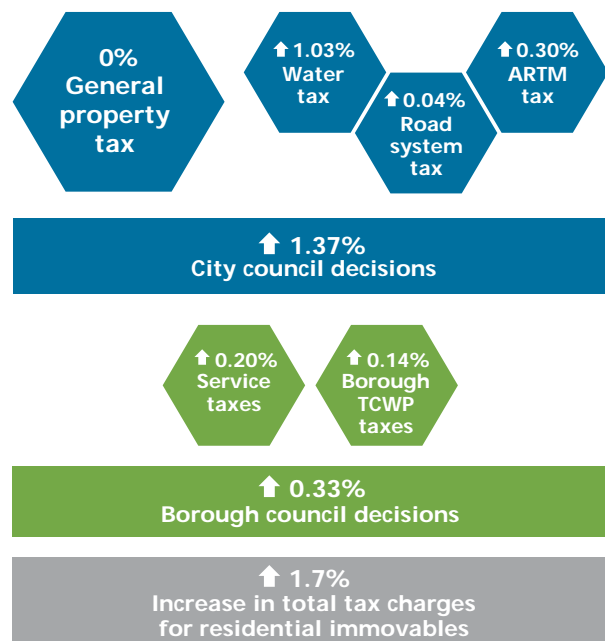 0%
General
property
tax
⬆ 1.03%
Water
tax
⬆ 0.04%
Road
system
tax
⬆ 0.30%
ARTM
tax
⬆ 1.37%
City council decisions
⬆ 0.20%
Service
taxes
⬆ 0.14%
Borough
TCWP
taxes
⬆ 0.33%
Borough council decisions
⬆ 1.7%
Increase in total tax charges
for residential immovables